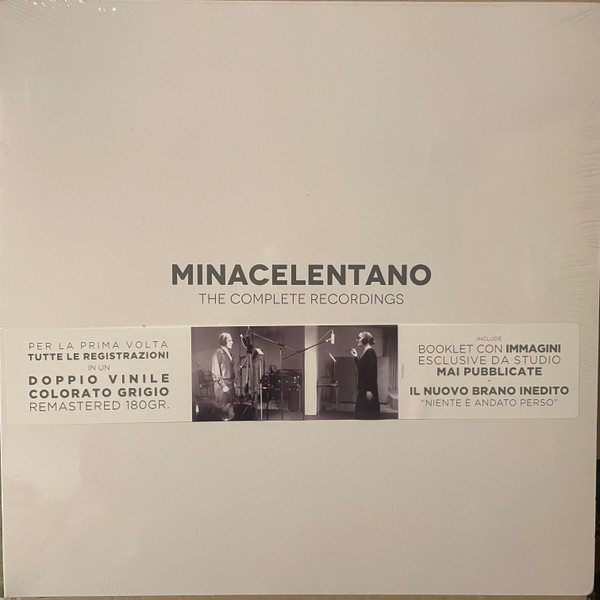 MINACELENTANO
THE COMPLETE RECORDINGS
PER LA PRIMA VOLTA
TUTTE LE REGISTRAZIONI
IN UN
DOPPIO VINILE
COLORATO GRIGIO
REMASTERED 180GR.
INCLUDE
BOOKLET CON IMMAGINI
ESCLUSIVE DA STUDIO
MAI PUBBLICATE
+
IL NUOVO BRANO INEDITO
"NIENTE È ANDATO PERSO"